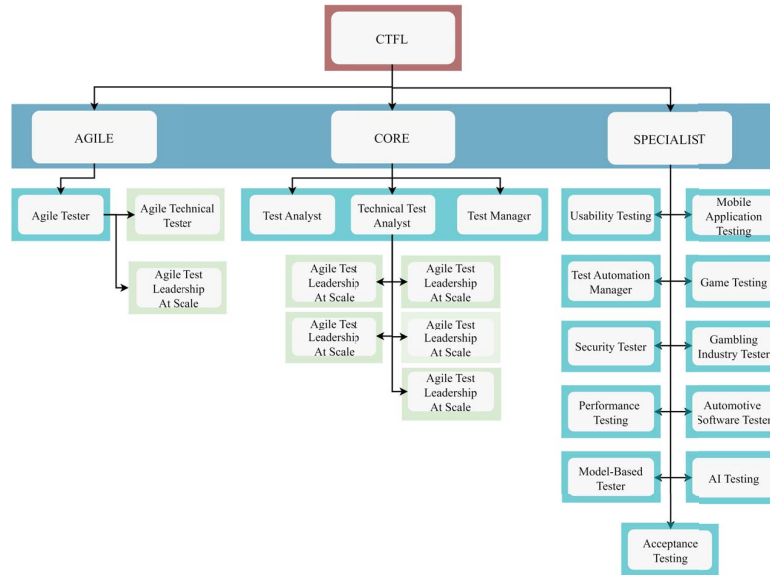 CTFL
AGILE
CORE
SPECIALIST
Agile Tester
Agile Technical
Tester
Agile Test
Leadership
At Scale
Test Analyst
Technical Test
Analyst
Test Manager
Agile Test
Leadership
At Scale
Agile Test
Leadership
At Scale
Agile Test
Leadership
At Scale
Agile Test
Leadership
At Scale
Agile Test
Leadership
At Scale
Usability Testing
Mobile
Application
Testing
Test Automation
Manager
Game Testing
Security Tester
Gambling
Industry Tester
Performance
Testing
Automotive
Software Tester
Model-Based
Tester
AI Testing
Acceptance
Testing